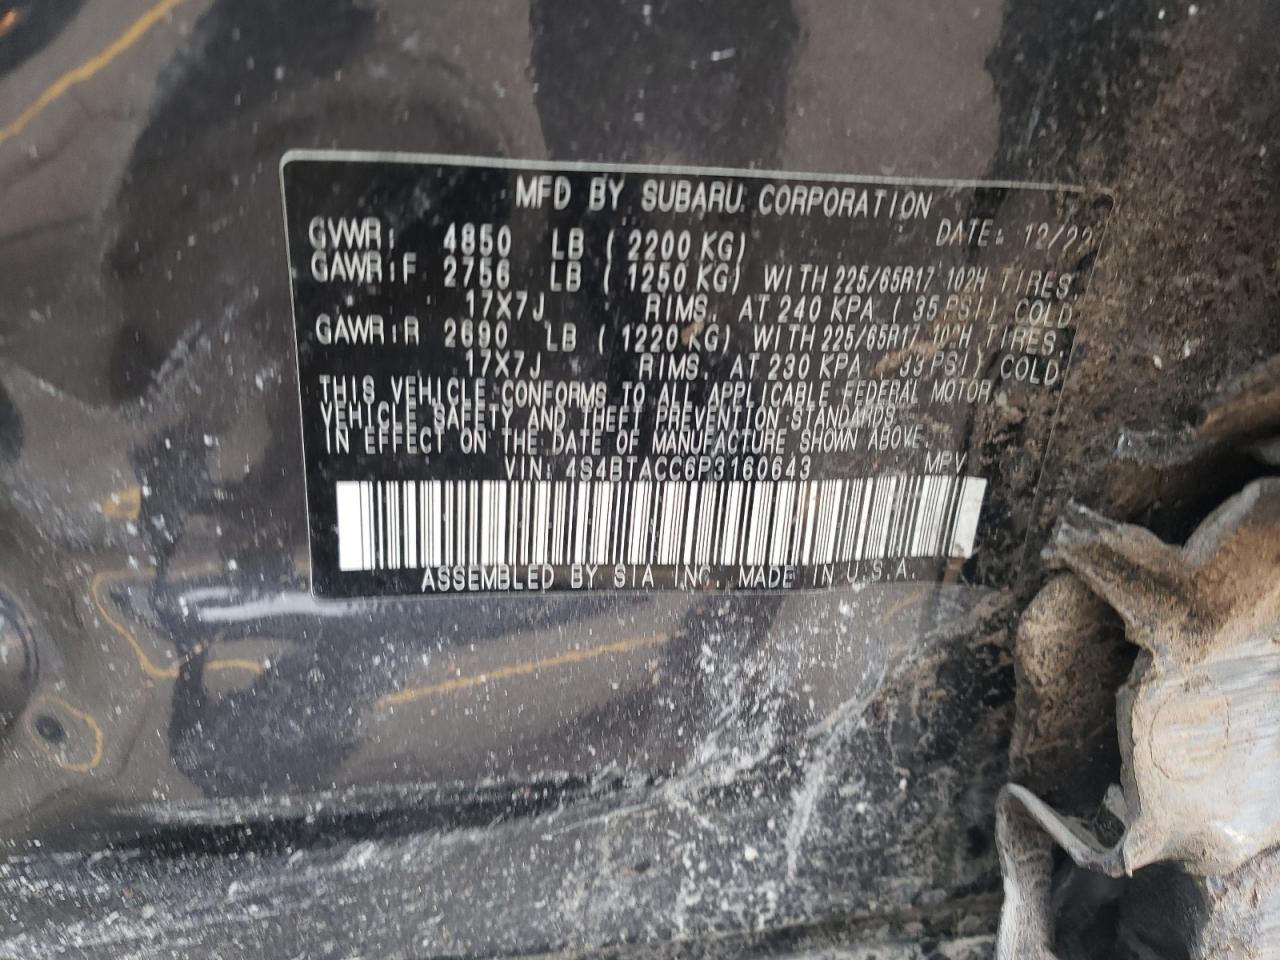 MFD BY SUBARU CORPORATION
DATE: 12/22
GVWR: 4850 LB ( 2200 KG)
GAWR:F 2756 LB ( 1250 KG) WITH 225/65R17 102H TIRES,
17X7J RIMS, AT 240 KPA ( 35 PSI) COLD
GAWR:R 2690 LB ( 1220 KG) WITH 225/65R17 102H TIRES,
17X7J RIMS, AT 230 KPA 33 PSI) COLD
THIS VEHICLE CONFORMS TO ALL APPLICABLE FEDERAL MOTOR
VEHICLE SAFETY AND THEFT PREVENTION STANDARDS
IN EFFECT ON THE DATE OF MANUFACTURE SHOWN ABOVE.
VIN: 4S4BTACC6P3160643 MPV
ASSEMBLED BY SIA INC. MADE IN U.S.A.